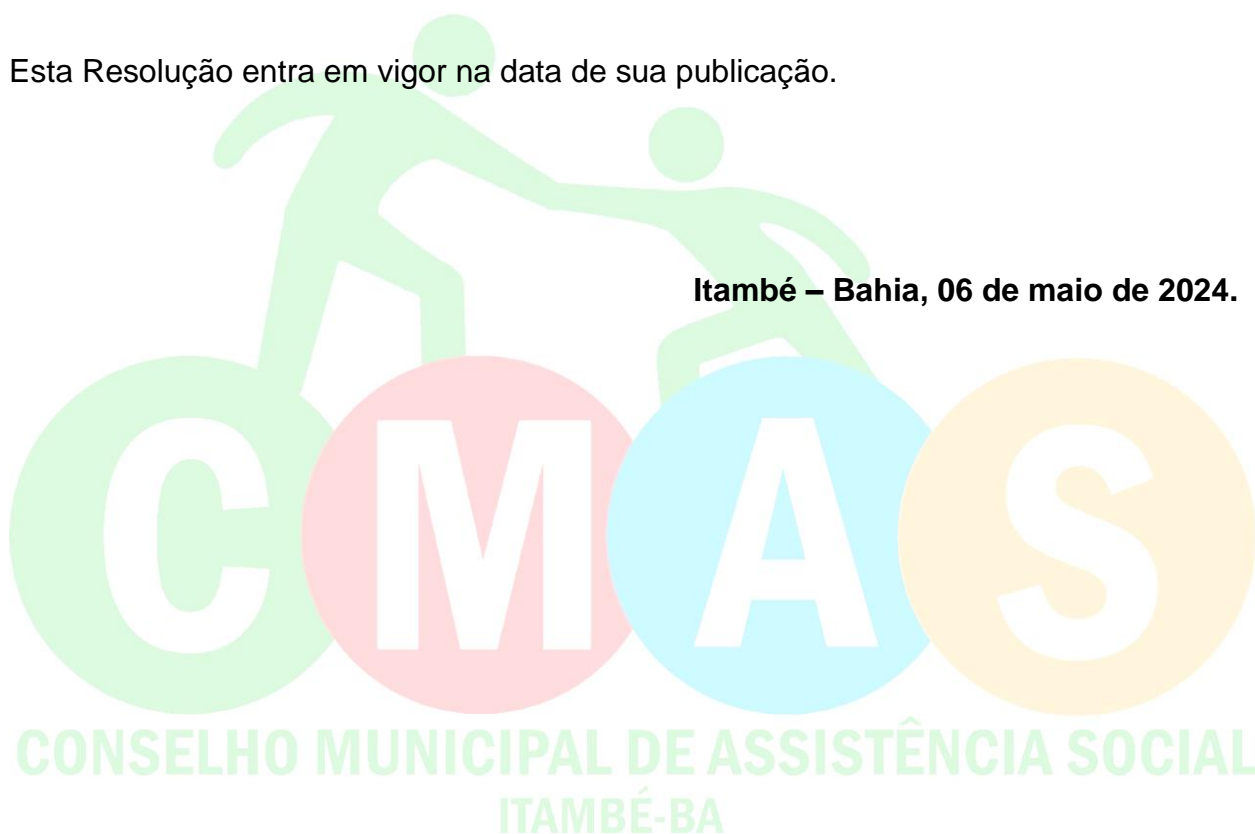 Esta Resolução entra em vigor na data de sua publicação.
Itambé – Bahia, 06 de maio de 2024.
CMAS
CONSELHO MUNICIPAL DE ASSISTÊNCIA SOCIAL
ITAMBÉ-BA